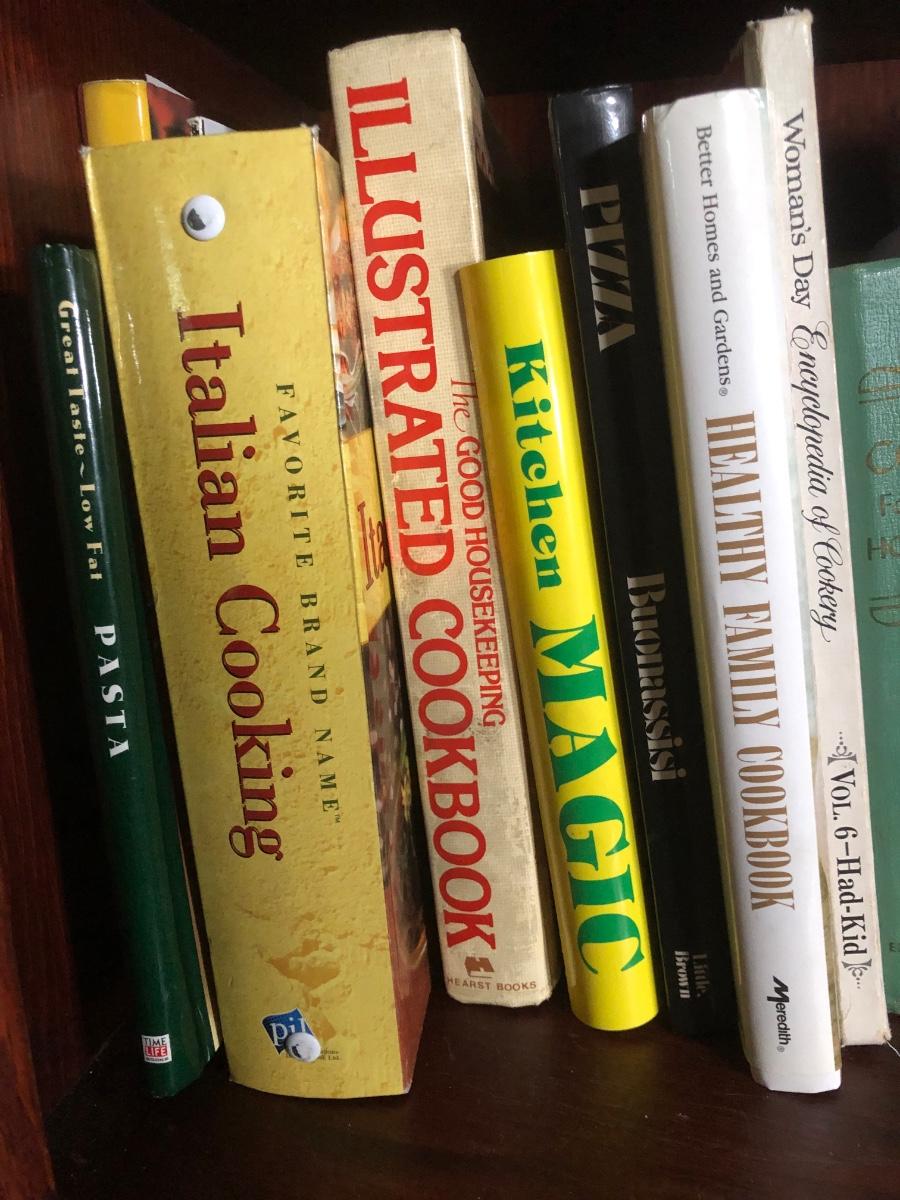 Great Taste ~ Low Fat PASTA
TIME
LIFE
BOOKS
FAVORITE BRAND NAME™
Italian Cooking
pil
Ita
The GOOD HOUSEKEEPING
ILLUSTRATED COOKBOOK
HEARST BOOKS
Kitchen MAGIC
PIZZA Buonassisi
Little,
Brown
Better Homes and Gardens® HEALTHY FAMILY COOKBOOK
Meredith®
Woman's Day Encyclopedia of Cookery
VOL. 6–Had-Kid